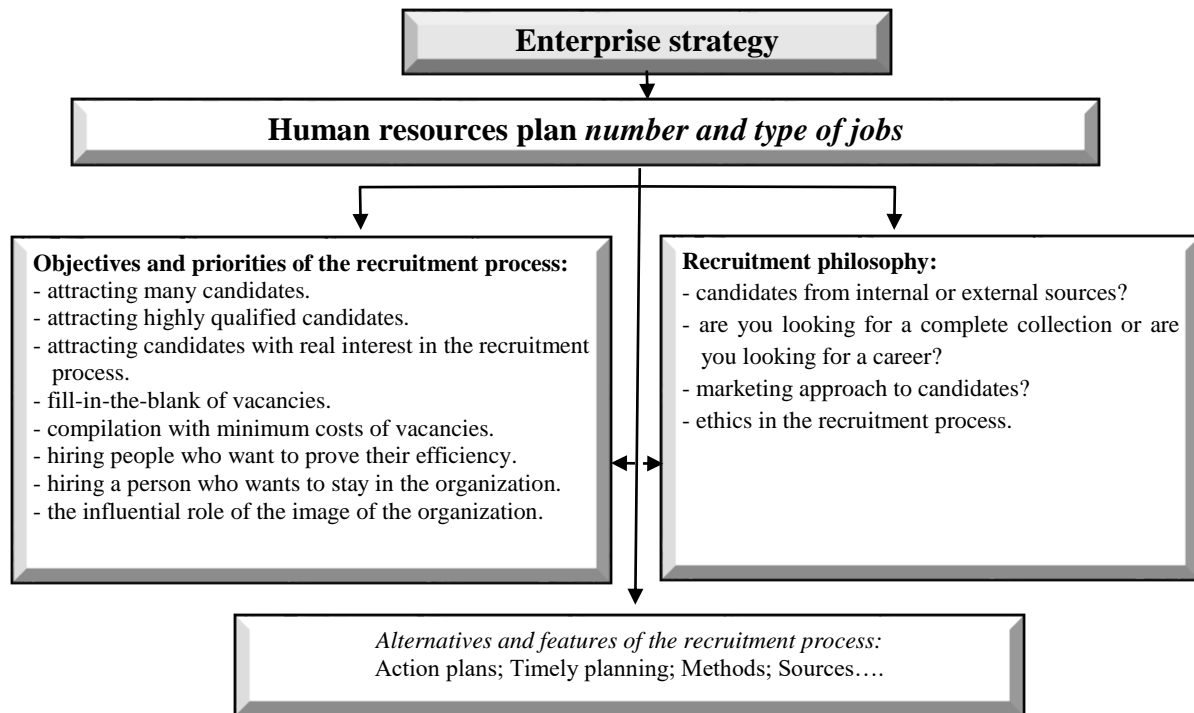 Enterprise strategy
Human resources plan number and type of jobs
Objectives and priorities of the recruitment process:
- attracting many candidates.
- attracting highly qualified candidates.
- attracting candidates with real interest in the recruitment
process.
- fill-in-the-blank of vacancies.
- compilation with minimum costs of vacancies.
- hiring people who want to prove their efficiency.
- hiring a person who wants to stay in the organization.
- the influential role of the image of the organization.
Recruitment philosophy:
- candidates from internal or external sources?
- are you looking for a complete collection or are
you looking for a career?
- marketing approach to candidates?
- ethics in the recruitment process.
Alternatives and features of the recruitment process:
Action plans; Timely planning; Methods; Sources….